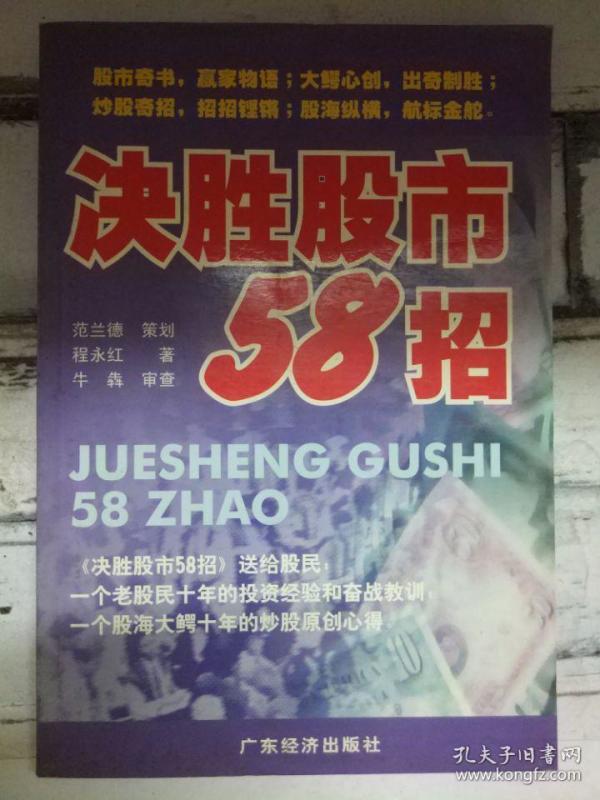 股市奇书，赢家物语；大鳄心创，出奇制胜；
炒股奇招，招招铿锵；股海纵横，航标金舵。
决胜股市
58招
范兰德 策划
程永红 著
牛犇 审查
JUESHENG GUSHI
58 ZHAO
《决胜股市58招》送给股民：
一个老股民十年的投资经验和奋战教训；
一个股海大鳄十年的炒股原创心得
广东经济出版社
孔夫子旧书网
www.kongfz.com